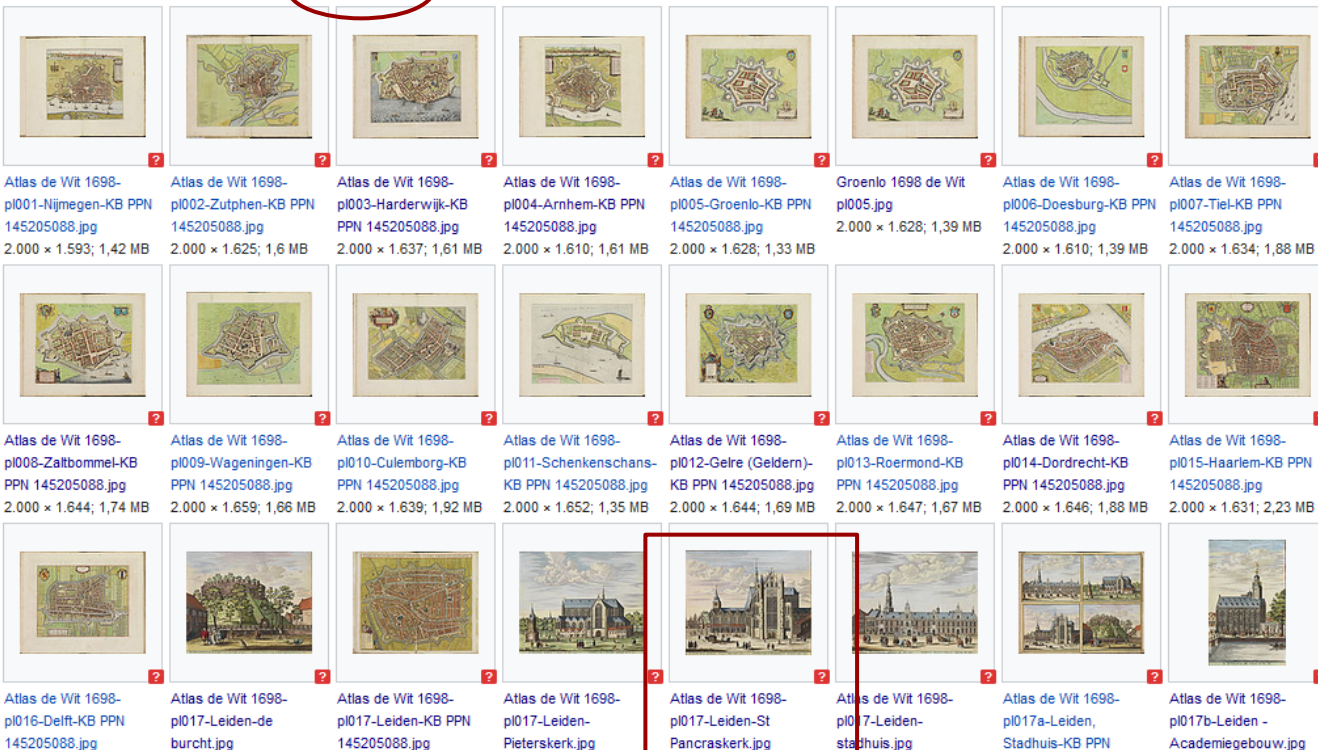 ?
?
?
?
?
?
?
Atlas de Wit 1698-
pl001-Nijmegen-KB PPN
145205088.jpg
2.000 × 1.593; 1,42 MB
Atlas de Wit 1698-
pl002-Zutphen-KB PPN
145205088.jpg
2.000 × 1.625; 1,6 MB
Atlas de Wit 1698-
pl003-Harderwijk-KB
PPN 145205088.jpg
2.000 × 1.637; 1,61 MB
Atlas de Wit 1698-
pl004-Arnhem-KB PPN
145205088.jpg
2.000 × 1.610; 1,61 MB
Atlas de Wit 1698-
pl005-Groenlo-KB PPN
145205088.jpg
2.000 × 1.628; 1,33 MB
Groenlo 1698 de Wit
pl005.jpg
2.000 × 1.628; 1,39 MB
Atlas de Wit 1698-
pl006-Doesburg-KB PPN
145205088.jpg
2.000 × 1.610; 1,39 MB
Atlas de Wit 1698-
pl007-Tiel-KB PPN
145205088.jpg
2.000 × 1.634; 1,88 MB
?
?
?
?
?
?
?
Atlas de Wit 1698-
pl008-Zaltbommel-KB
PPN 145205088.jpg
2.000 × 1.644; 1,74 MB
Atlas de Wit 1698-
pl009-Wageningen-KB
PPN 145205088.jpg
2.000 × 1.659; 1,66 MB
Atlas de Wit 1698-
pl010-Culemborg-KB
PPN 145205088.jpg
2.000 × 1.639; 1,92 MB
Atlas de Wit 1698-
pl011-Schenkenschans-
KB PPN 145205088.jpg
2.000 × 1.652; 1,35 MB
Atlas de Wit 1698-
pl012-Gelre (Geldern)-
KB PPN 145205088.jpg
2.000 × 1.644; 1,69 MB
Atlas de Wit 1698-
pl013-Roermond-KB
PPN 145205088.jpg
2.000 × 1.647; 1,67 MB
Atlas de Wit 1698-
pl014-Dordrecht-KB
PPN 145205088.jpg
2.000 × 1.646; 1,88 MB
Atlas de Wit 1698-
pl015-Haarlem-KB PPN
145205088.jpg
2.000 × 1.631; 2,23 MB
?
?
?
?
?
?
?
Atlas de Wit 1698-
pl016-Delft-KB PPN
145205088.jpg
Atlas de Wit 1698-
pl017-Leiden-de
burcht.jpg
Atlas de Wit 1698-
pl017-Leiden-KB PPN
145205088.jpg
Atlas de Wit 1698-
pl017-Leiden-
Pieterskerk.jpg
Atlas de Wit 1698-
pl017-Leiden-St
Pancraskerk.jpg
Atlas de Wit 1698-
pl017-Leiden-
stadhuis.jpg
Atlas de Wit 1698-
pl017a-Leiden,
Stadhuis-KB PPN
Atlas de Wit 1698-
pl017b-Leiden -
Academiegebouw.jpg